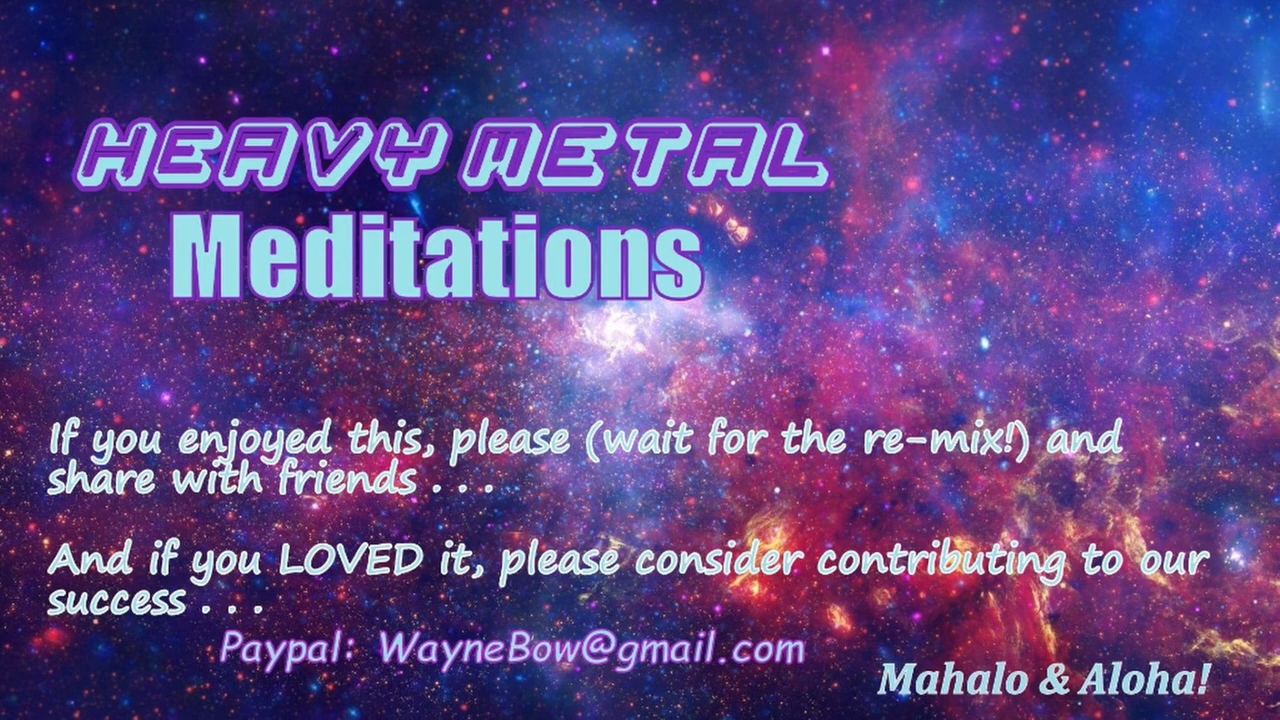 HEAVY METAL
Meditations
If you enjoyed this, please (wait for the re-mix!) and
share with friends . . .
And if you LOVED it, please consider contributing to our
success . . .
Paypal: WayneBow@gmail.com
Mahalo & Aloha!